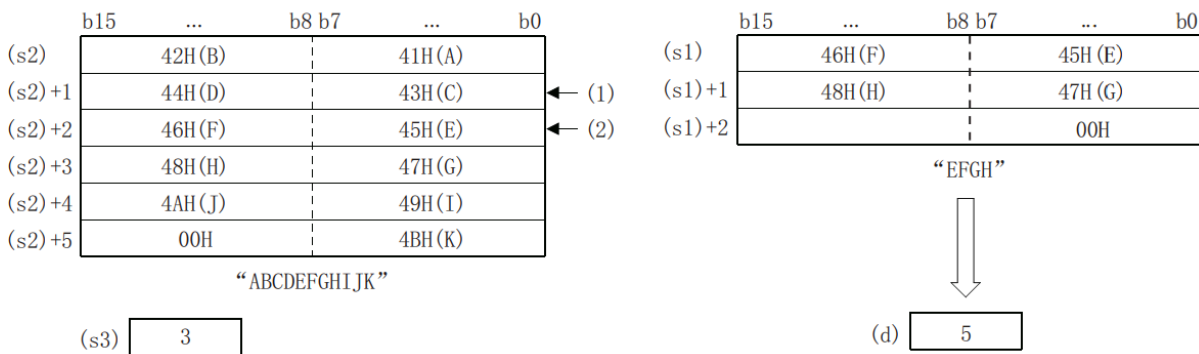 b15 ... b8 b7 ... b0
(s2) 42H(B) 41H(A)
(s2)+1 44H(D) 43H(C) (1)
(s2)+2 46H(F) 45H(E) (2)
(s2)+3 48H(H) 47H(G)
(s2)+4 4AH(J) 49H(I)
(s2)+5 00H 4BH(K)
“ABCDEFGHIJK”
(s3) 3
b15 ... b8 b7 ... b0
(s1) 46H(F) 45H(E)
(s1)+1 48H(H) 47H(G)
(s1)+2 00H
“EFGH”
(d) 5